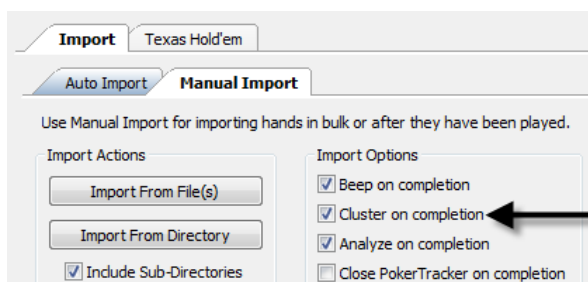 Import Texas Hold'em
Auto Import Manual Import
Use Manual Import for importing hands in bulk or after they have been played.
Import Actions
Import From File(s)
Import From Directory
Include Sub-Directories
Import Options
Beep on completion
Cluster on completion
Analyze on completion
Close PokerTracker on completion